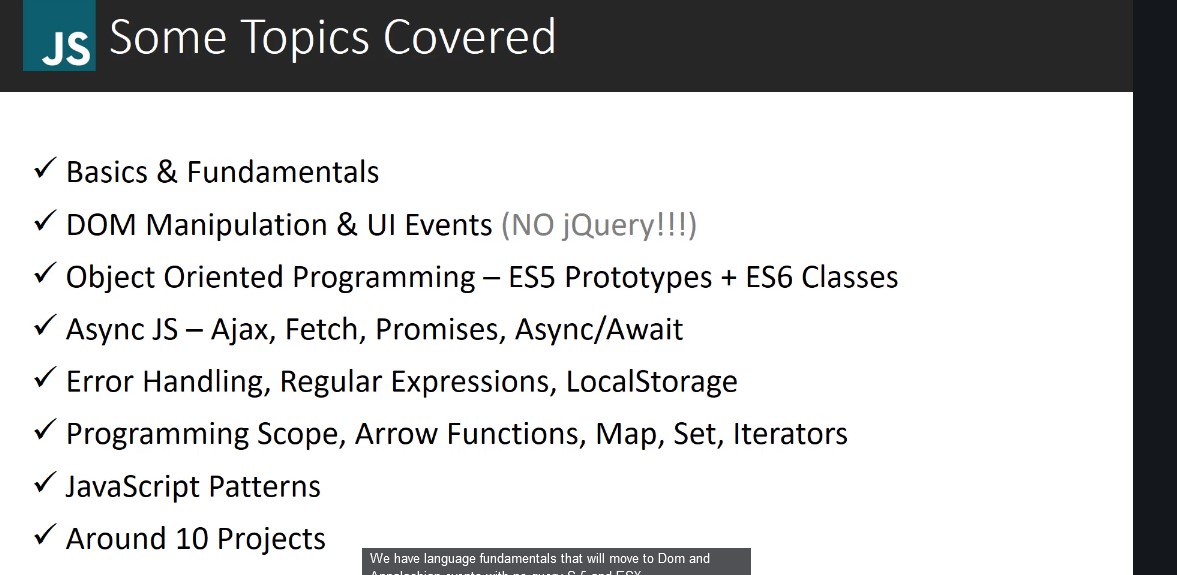 JS Some Topics Covered
✓ Basics & Fundamentals
✓ DOM Manipulation & UI Events (NO jQuery!!!)
✓ Object Oriented Programming – ES5 Prototypes + ES6 Classes
✓ Async JS – Ajax, Fetch, Promises, Async/Await
✓ Error Handling, Regular Expressions, LocalStorage
✓ Programming Scope, Arrow Functions, Map, Set, Iterators
✓ JavaScript Patterns
✓ Around 10 Projects
We have language fundamentals that will move to Dom and